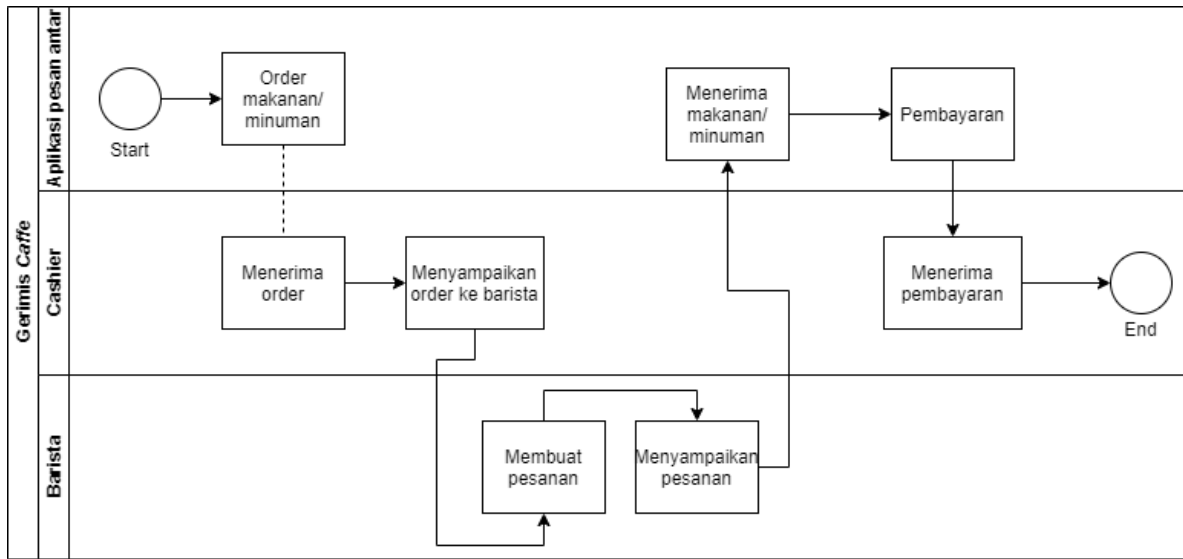 Gerimis Caffe
Aplikasi pesan antar
Start
Order
makanan/
minuman
Menerima
makanan/
minuman
Pembayaran
Cashier
Menerima
order
Menyampaikan
order ke barista
Menerima
pembayaran
End
Barista
Membuat
pesanan
Menyampaikan
pesanan